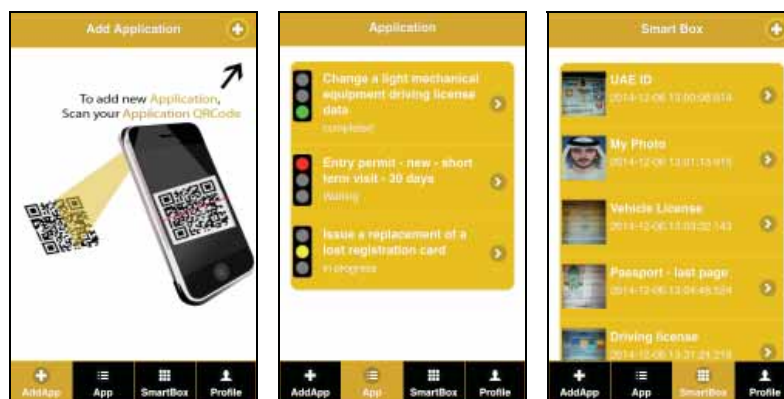 Add Application
To add new Application,
Scan your Application QRCode
AddApp
App
SmartBox
Profile
Application
Change a light mechanical
equipment driving license
data
completed
Entry permit - new - short
term visit - 30 days
Waiting
Issue a replacement of a
lost registration card
in progress
AddApp
App
SmartBox
Profile
Smart Box
UAE ID
My Photo
Vehicle License
Passport - last page
Driving license
AddApp
App
SmartBox
Profile